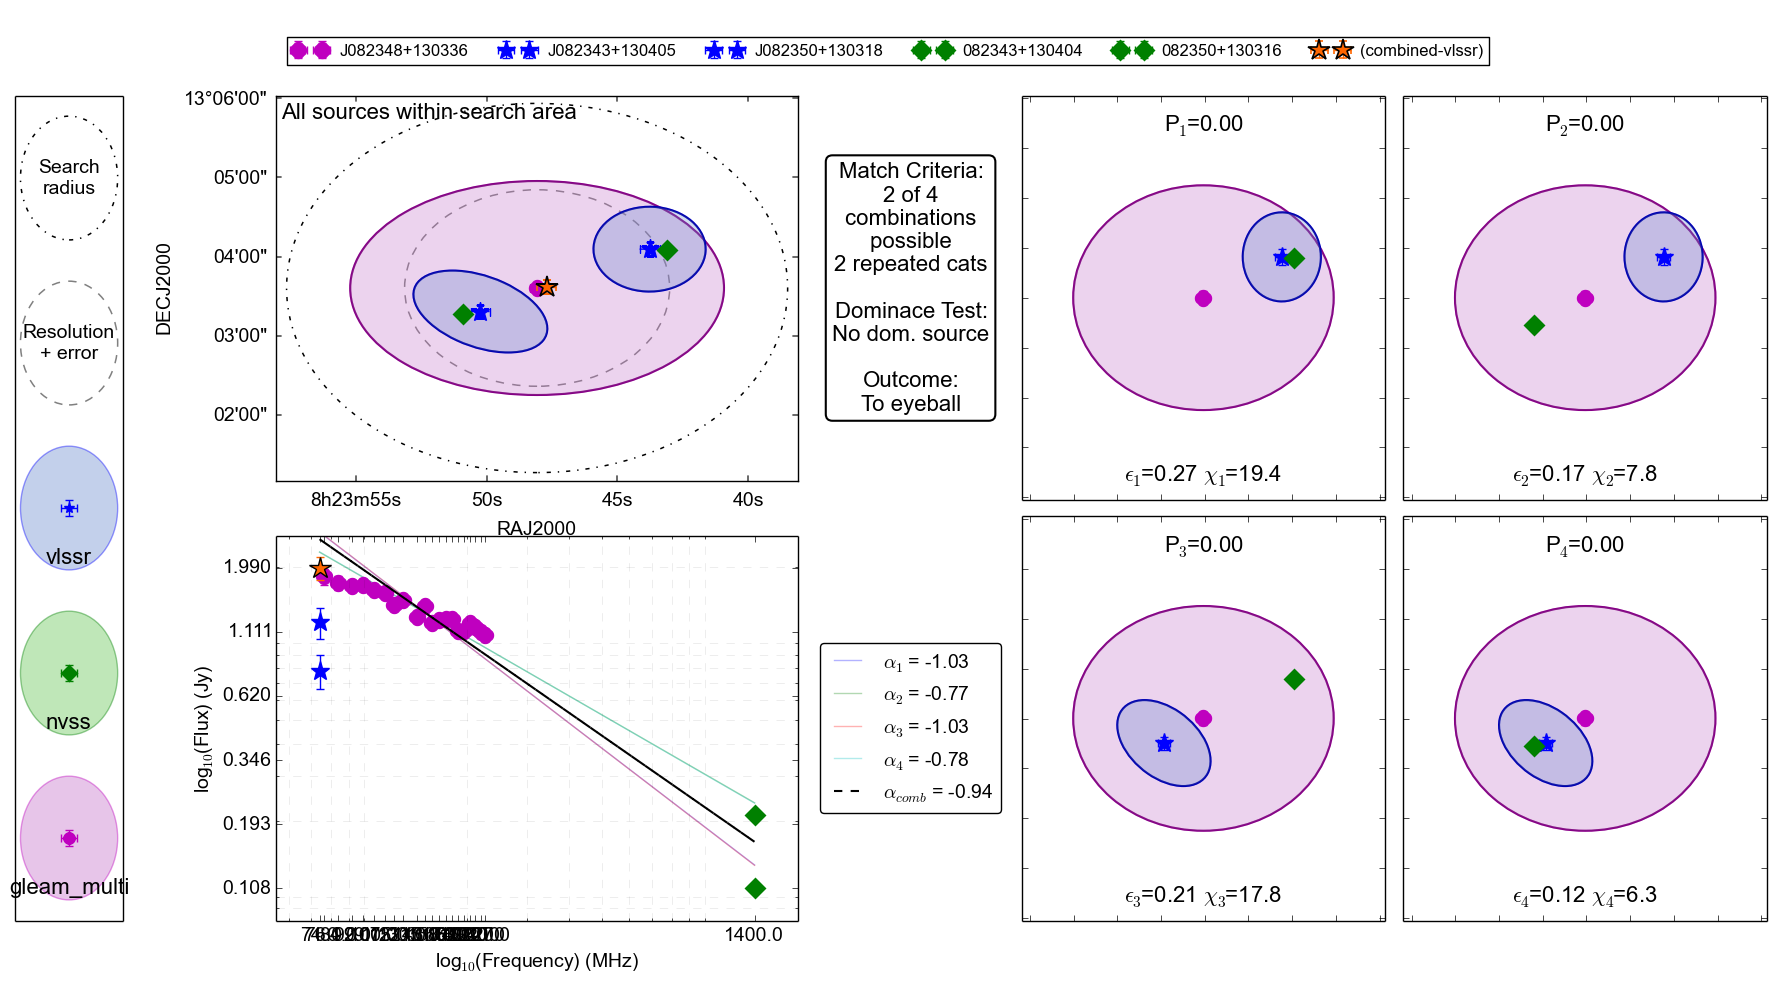 J082348+130336 J082343+130405 J082350+130318 082343+130404 082350+130316 (combined-vlssr)
Search
radius
Resolution
+ error
vlssr
nvss
gleam_multi
All sources within search area
13°06'00"
05'00"
04'00"
03'00"
02'00"
DECJ2000
8h23m55s 50s 45s 40s
RAJ2000
Match Criteria:
2 of 4
combinations
possible
2 repeated cats
Dominace Test:
No dom. source
Outcome:
To eyeball
1.990
1.111
0.620
0.346
0.193
0.108
log10(Flux) (Jy)
1400.0
log10(Frequency) (MHz)
α1 = -1.03
α2 = -0.77
α3 = -1.03
α4 = -0.78
αcomb = -0.94
P1=0.00
ϵ1=0.27 χ1=19.4
P2=0.00
ϵ2=0.17 χ2=7.8
P3=0.00
ϵ3=0.21 χ3=17.8
P4=0.00
ϵ4=0.12 χ4=6.3